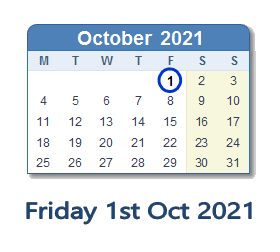 October 2021
M T W T F S S
1 2 3
4 5 6 7 8 9 10
11 12 13 14 15 16 17
18 19 20 21 22 23 24
25 26 27 28 29 30 31
Friday 1st Oct 2021